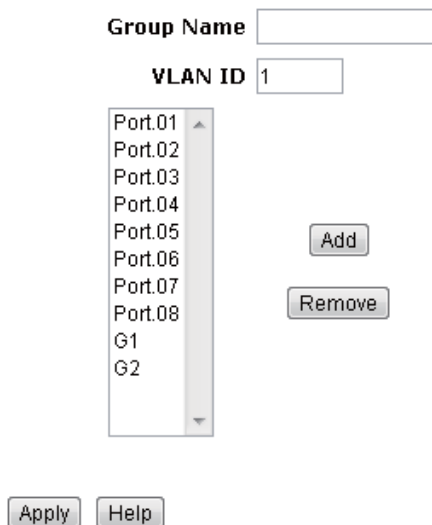 Group Name
VLAN ID 1
Port.01
Port.02
Port.03
Port.04
Port.05
Port.06
Port.07
Port.08
G1
G2
Add
Remove
Apply Help